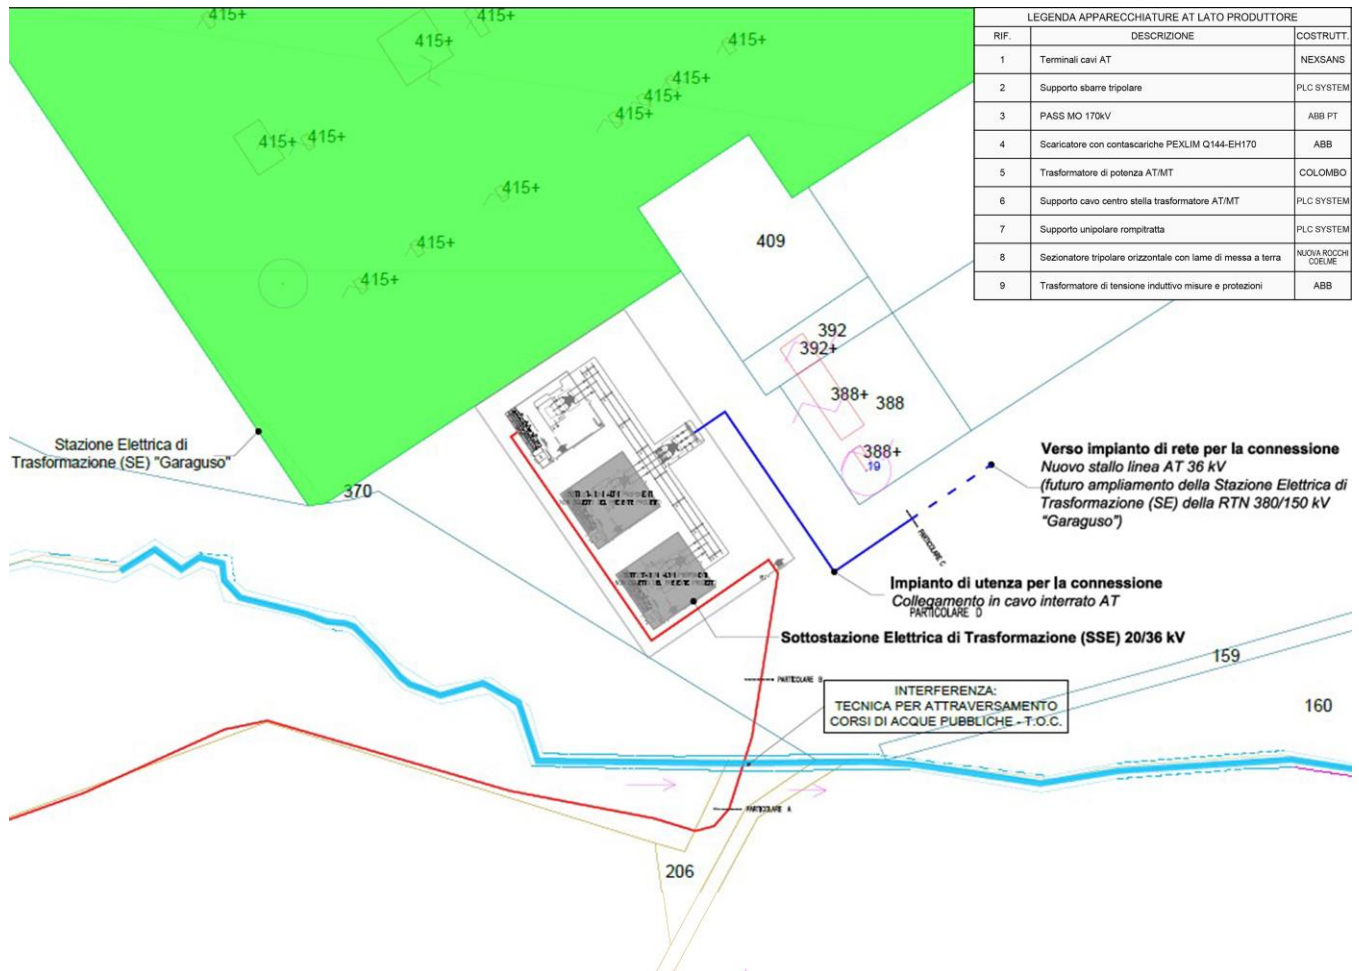 415+
415+
415+
415+
415+
415+
415+
415+
415+
415+
415+
415+
415+
LEGENDA APPARECCHIATURE AT LATO PRODUTTORE
RIF. DESCRIZIONE COSTRUTT.
1 Terminali cavi AT NEXSANS
2 Supporto sbarre tripolare PLC SYSTEM
3 PASS MO 170kV ABB PT
4 Scaricatore con contascariche PEXLIM Q144-EH170 ABB
5 Trasformatore di potenza AT/MT COLOMBO
6 Supporto cavo centro stella trasformatore AT/MT PLC SYSTEM
7 Supporto unipolare rompitratta PLC SYSTEM
8 Sezionatore tripolare orizzontale con lame di messa a terra NUOVA ROCCHI
COELME
9 Trasformatore di tensione induttivo misure e protezioni ABB
409
392
392+
388+ 388
388+
19
Stazione Elettrica di
Trasformazione (SE) "Garaguso"
370
Verso impianto di rete per la connessione
Nuovo stallo linea AT 36 kV
(futuro ampliamento della Stazione Elettrica di
Trasformazione (SE) della RTN 380/150 kV
"Garaguso")
PARTICOLARE C
Impianto di utenza per la connessione
Collegamento in cavo interrato AT
PARTICOLARE D
Sottostazione Elettrica di Trasformazione (SSE) 20/36 kV
159
PARTICOLARE B
INTERFERENZA:
TECNICA PER ATTRAVERSAMENTO
CORSI DI ACQUE PUBBLICHE - T.O.C.
160
PARTICOLARE A
206